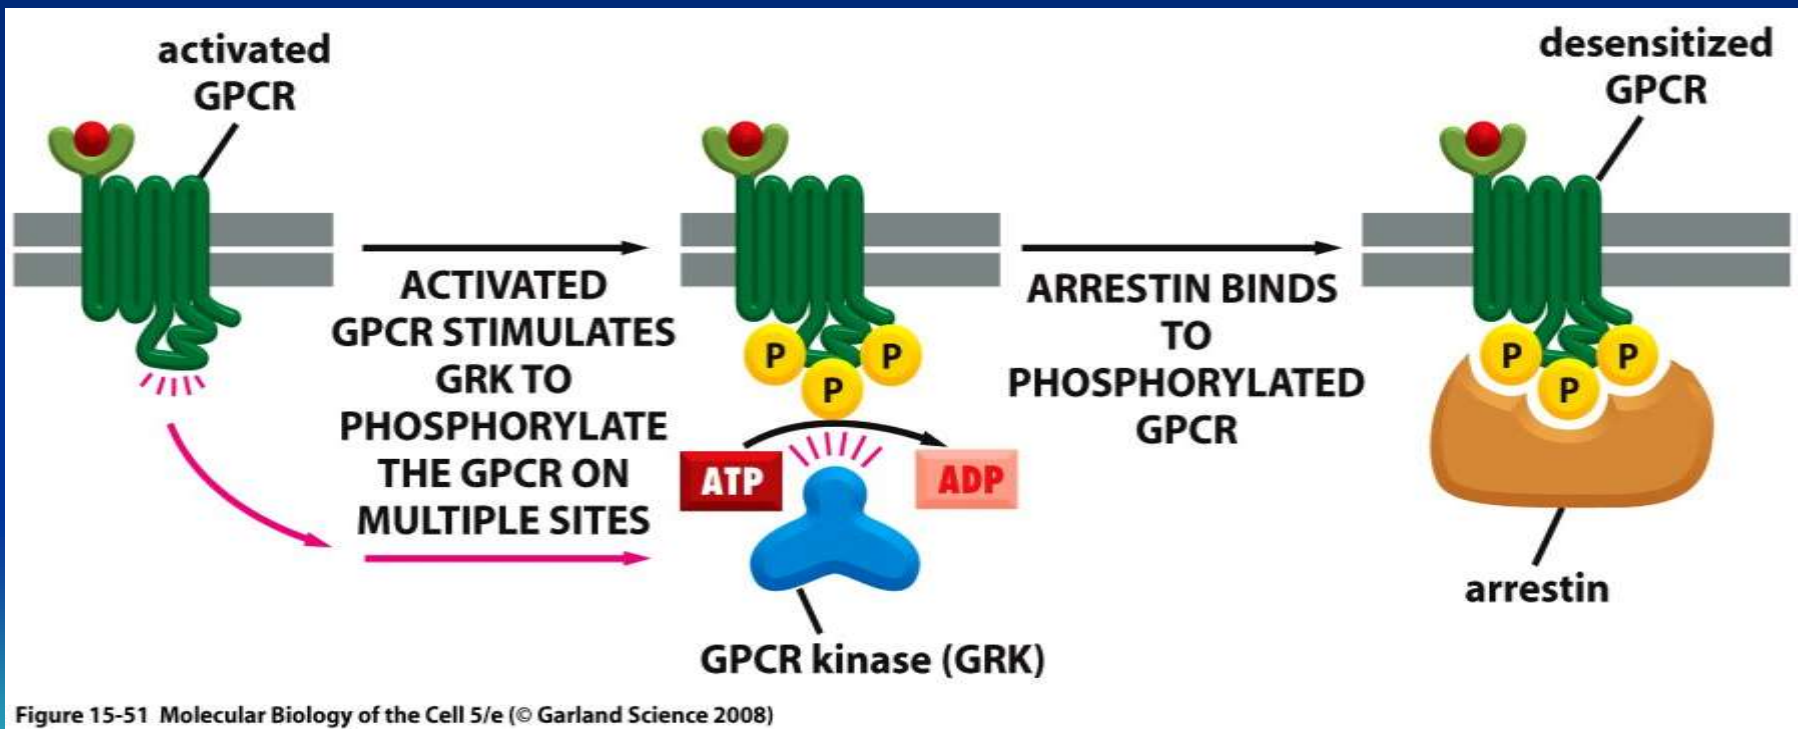 activated
GPCR
desensitized
GPCR
ACTIVATED
GPCR STIMULATES
GRK TO
PHOSPHORYLATE
THE GPCR ON
MULTIPLE SITES
P
P
P
ATP
ADP
GPCR kinase (GRK)
ARRESTIN BINDS
TO
PHOSPHORYLATED
GPCR
P
P
P
arrestin
Figure 15-51 Molecular Biology of the Cell 5/e (© Garland Science 2008)